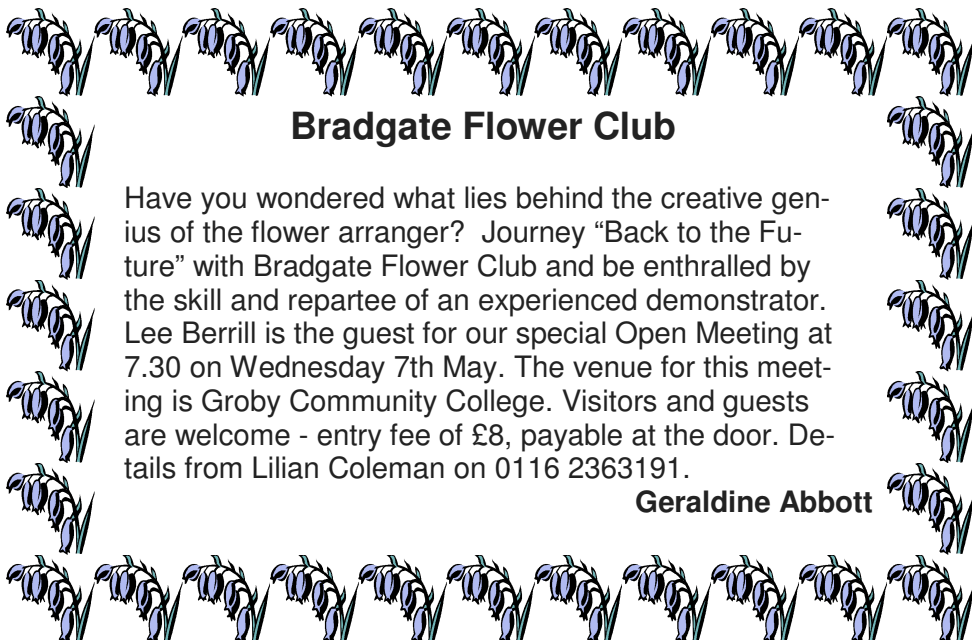 Bradgate Flower Club
Have you wondered what lies behind the creative gen-
ius of the flower arranger?  Journey “Back to the Fu-
ture” with Bradgate Flower Club and be enthralled by
the skill and repartee of an experienced demonstrator.
Lee Berrill is the guest for our special Open Meeting at
7.30 on Wednesday 7th May. The venue for this meet-
ing is Groby Community College. Visitors and guests
are welcome - entry fee of £8, payable at the door. De-
tails from Lilian Coleman on 0116 2363191.
Geraldine Abbott